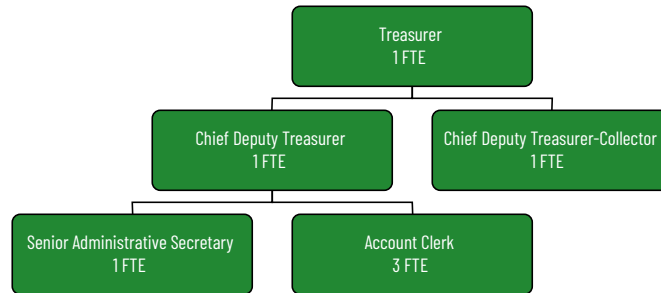 Treasurer
1 FTE
Chief Deputy Treasurer
1 FTE
Chief Deputy Treasurer-Collector
1 FTE
Senior Administrative Secretary
1 FTE
Account Clerk
3 FTE